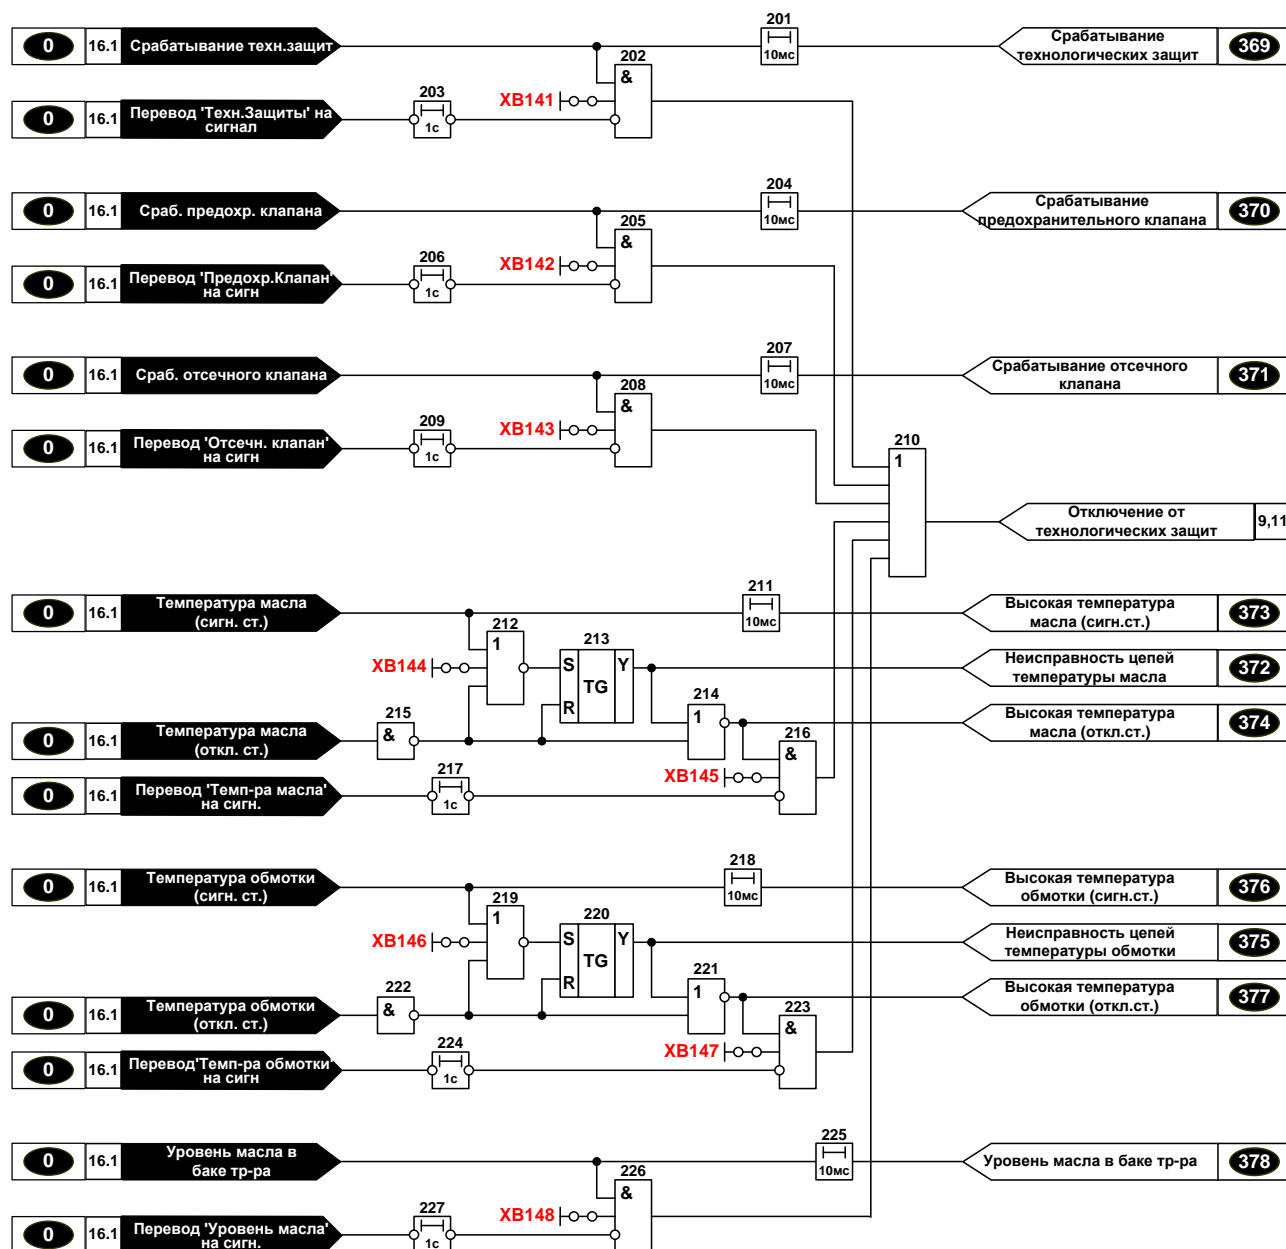 201
0 16.1 Срабатывание техн.защит
10мс
Срабатывание
технологических защит
369
202
&
XB141
203
0 16.1 Перевод 'Техн.Защиты' на
сигнал
1с
204
0 16.1 Сраб. предохр. клапана
10мс
Срабатывание
предохранительного клапана
370
205
&
XB142
206
0 16.1 Перевод 'Предохр.Клапан'
на сигн
1с
207
0 16.1 Сраб. отсечного клапана
10мс
Срабатывание отсечного
клапана
371
208
&
XB143
209
0 16.1 Перевод 'Отсечн. клапан'
на сигн
1с
210
1
Отключение от
технологических защит
9,11
211
0 16.1 Температура масла
(сигн. ст.)
10мс
Высокая температура
масла (сигн.ст.)
373
212
1
213
S
TG
R
Y
XB144
Неисправность цепей
температуры масла
372
214
1
215
0 16.1 Температура масла
(откл. ст.)
&
Высокая температура
масла (откл.ст.)
374
216
&
XB145
217
0 16.1 Перевод 'Темп-ра масла'
на сигн.
1с
218
0 16.1 Температура обмотки
(сигн. ст.)
10мс
Высокая температура
обмотки (сигн.ст.)
376
219
1
220
S
TG
R
Y
XB146
Неисправность цепей
температуры обмотки
375
221
1
222
0 16.1 Температура обмотки
(откл. ст.)
&
Высокая температура
обмотки (откл.ст.)
377
223
&
XB147
224
0 16.1 Перевод'Темп-ра обмотки'
на сигн
1с
225
0 16.1 Уровень масла в
баке тр-ра
10мс
Уровень масла в баке тр-ра
378
226
&
XB148
227
0 16.1 Перевод 'Уровень масла'
на сигн.
1с